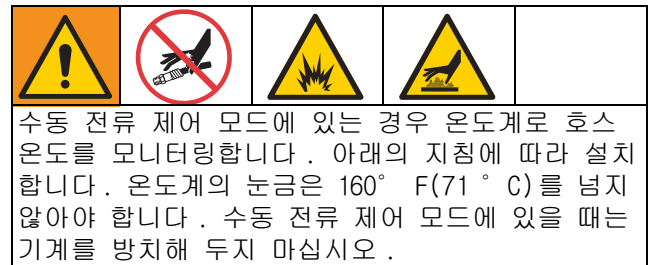 수동 전류 제어 모드에 있는 경우 온도계로 호스
온도를 모니터링합니다 . 아래의 지침에 따라 설치
합니다 . 온도계의 눈금은 160° F(71 ° C)를 넘지
않아야 합니다 . 수동 전류 제어 모드에 있을 때는
기계를 방치해 두지 마십시오 .